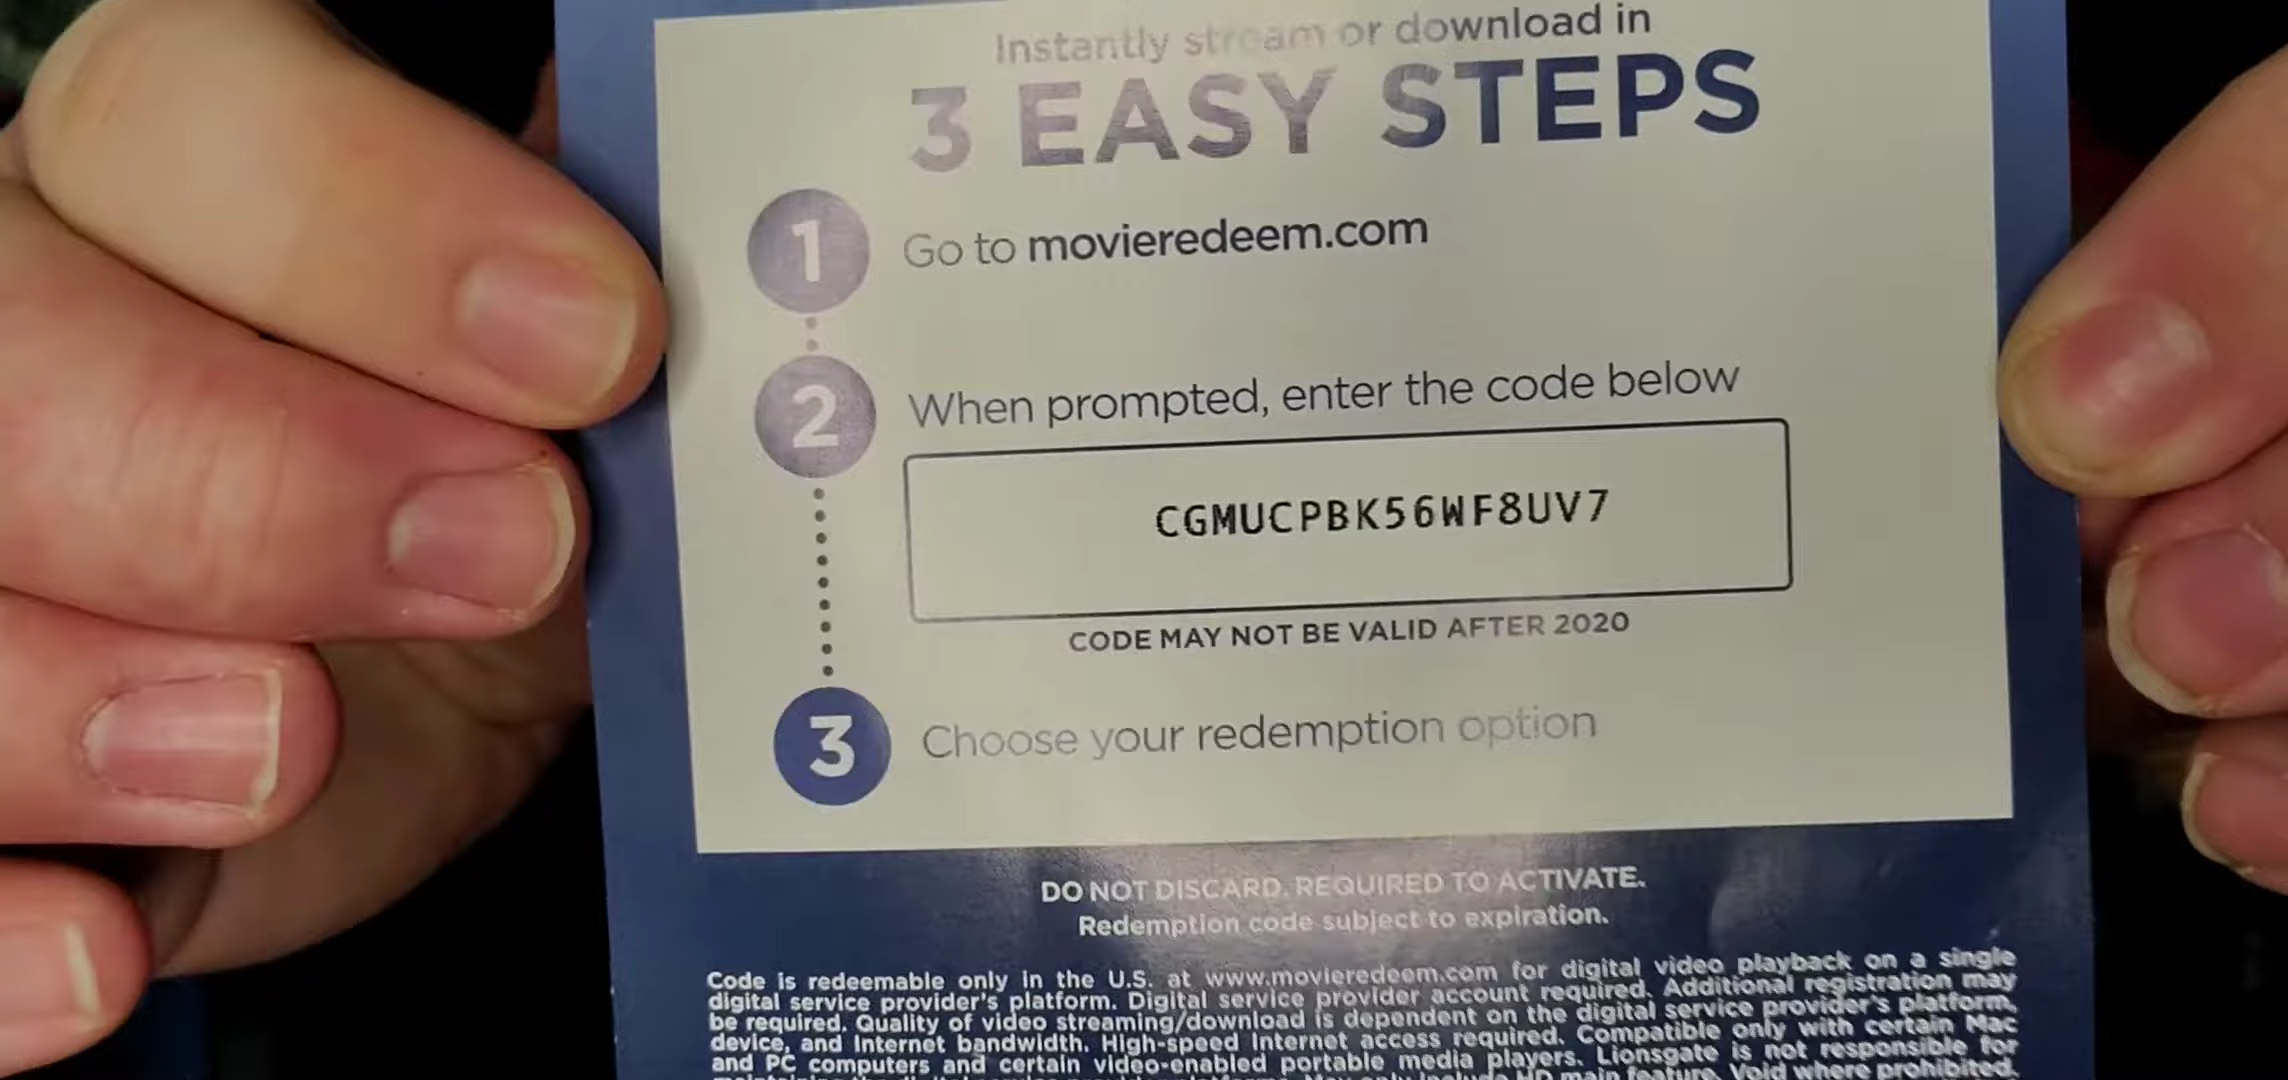 Instantly stream or download in
3 EASY STEPS
1 Go to movieredeem.com
2 When prompted, enter the code below
CGMUCPBK56WF8UV7
CODE MAY NOT BE VALID AFTER 2020
3 Choose your redemption option
DO NOT DISCARD. REQUIRED TO ACTIVATE.
Redemption code subject to expiration.
Code is redeemable only in the U.S. at www.movieredeem.com for digital video playback on a single
digital service provider's platform. Digital service provider account required. Additional registration may
be required. Quality of video streaming/download is dependent on the digital service provider's platform,
device, and Internet bandwidth. High-speed Internet access required. Compatible only with certain Mac
and PC computers and certain video-enabled portable media players. Lionsgate is not responsible for
HD main feature. Void where prohibited.